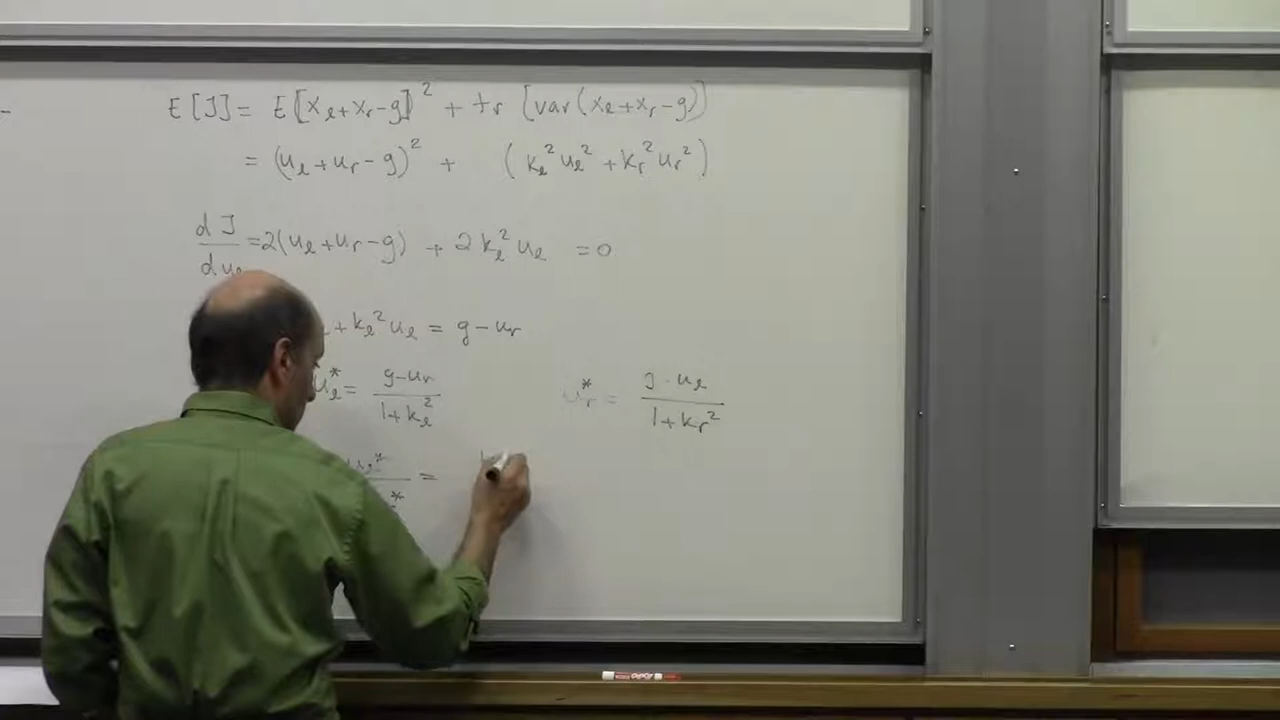 E[J] = E[x_l + x_r - g]^2 + tr [var(x_l + x_r - g)]
= (u_l + u_r - g)^2 + (k_l^2 u_l^2 + k_r^2 u_r^2)
dJ/du_l = 2(u_l + u_r - g) + 2 k_l^2 u_l = 0
+ k_l^2 u_l = g - u_r
u_l^* = (g - u_r)/(1 + k_l^2) u_r^* = (g - u_l)/(1 + k_r^2)
=
EXPO